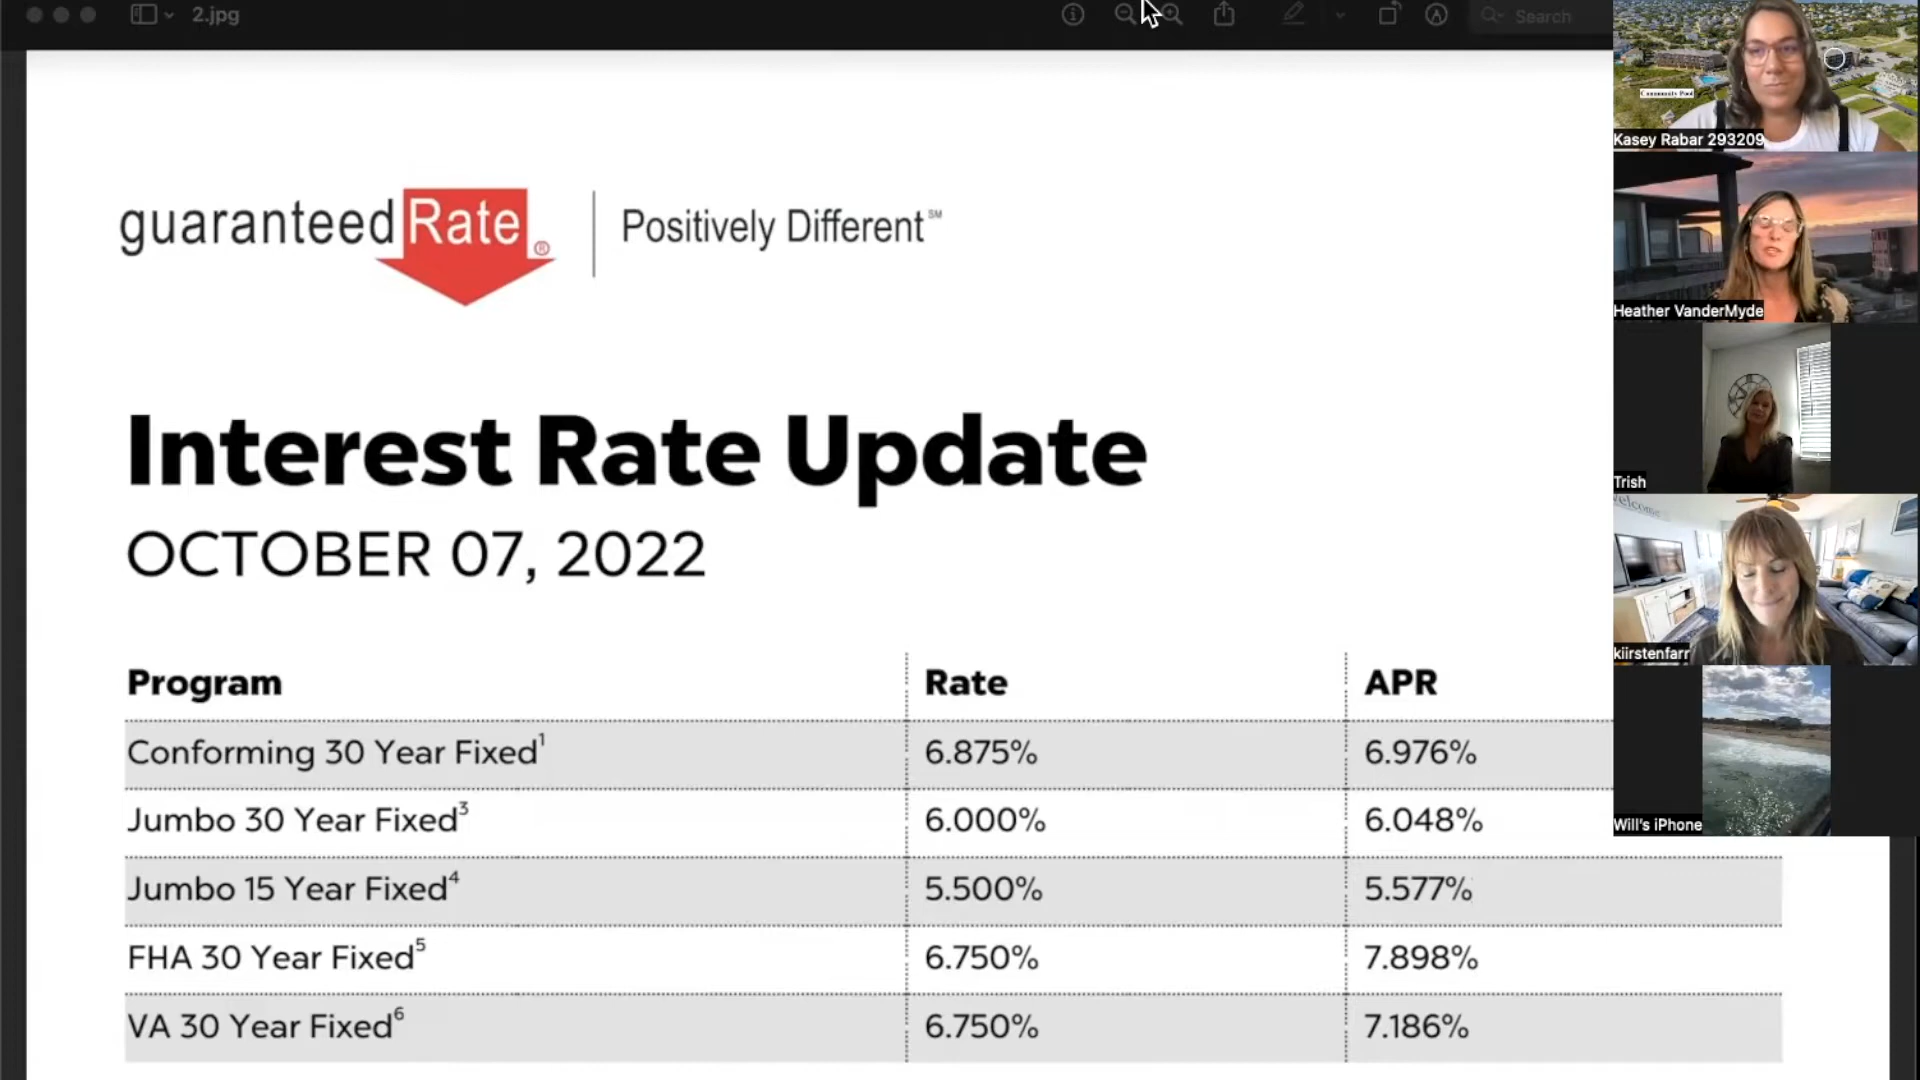 2.jpg
Search
guaranteed Rate ® Positively Different℠
Interest Rate Update
OCTOBER 07, 2022
Program Rate APR
Conforming 30 Year Fixed¹ 6.875% 6.976%
Jumbo 30 Year Fixed³ 6.000% 6.048%
Jumbo 15 Year Fixed⁴ 5.500% 5.577%
FHA 30 Year Fixed⁵ 6.750% 7.898%
VA 30 Year Fixed⁶ 6.750% 7.186%
Community Pool
Kasey Rabar 293209
Heather VanderMyde
Trish
Welcome
kiirstenfarr
Will's iPhone